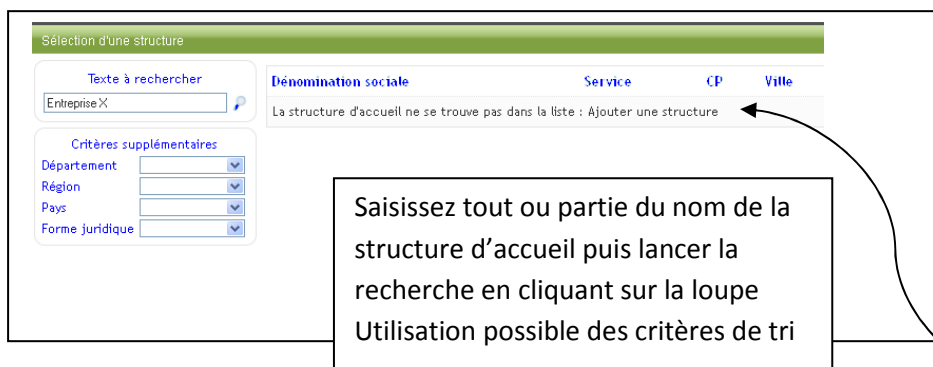 Sélection d'une structure
Texte à rechercher
Entreprise X
Critères supplémentaires
Département
Région
Pays
Forme juridique
Dénomination sociale Service CP Ville
La structure d'accueil ne se trouve pas dans la liste : Ajouter une structure
Saisissez tout ou partie du nom de la
structure d’accueil puis lancer la
recherche en cliquant sur la loupe
Utilisation possible des critères de tri